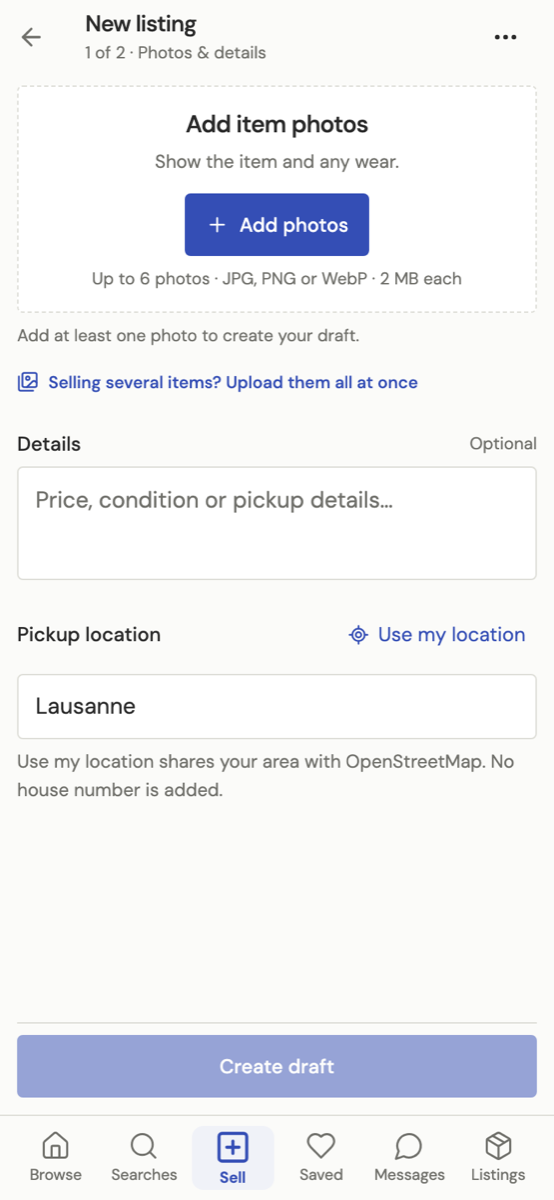 New listing
1 of 2 · Photos & details
Add item photos
Show the item and any wear.
+ Add photos
Up to 6 photos · JPG, PNG or WebP · 2 MB each
Add at least one photo to create your draft.
Selling several items? Upload them all at once
Details Optional
Price, condition or pickup details...
Pickup location Use my location
Lausanne
Use my location shares your area with OpenStreetMap. No
house number is added.
Create draft
Browse Searches Sell Saved Messages Listings